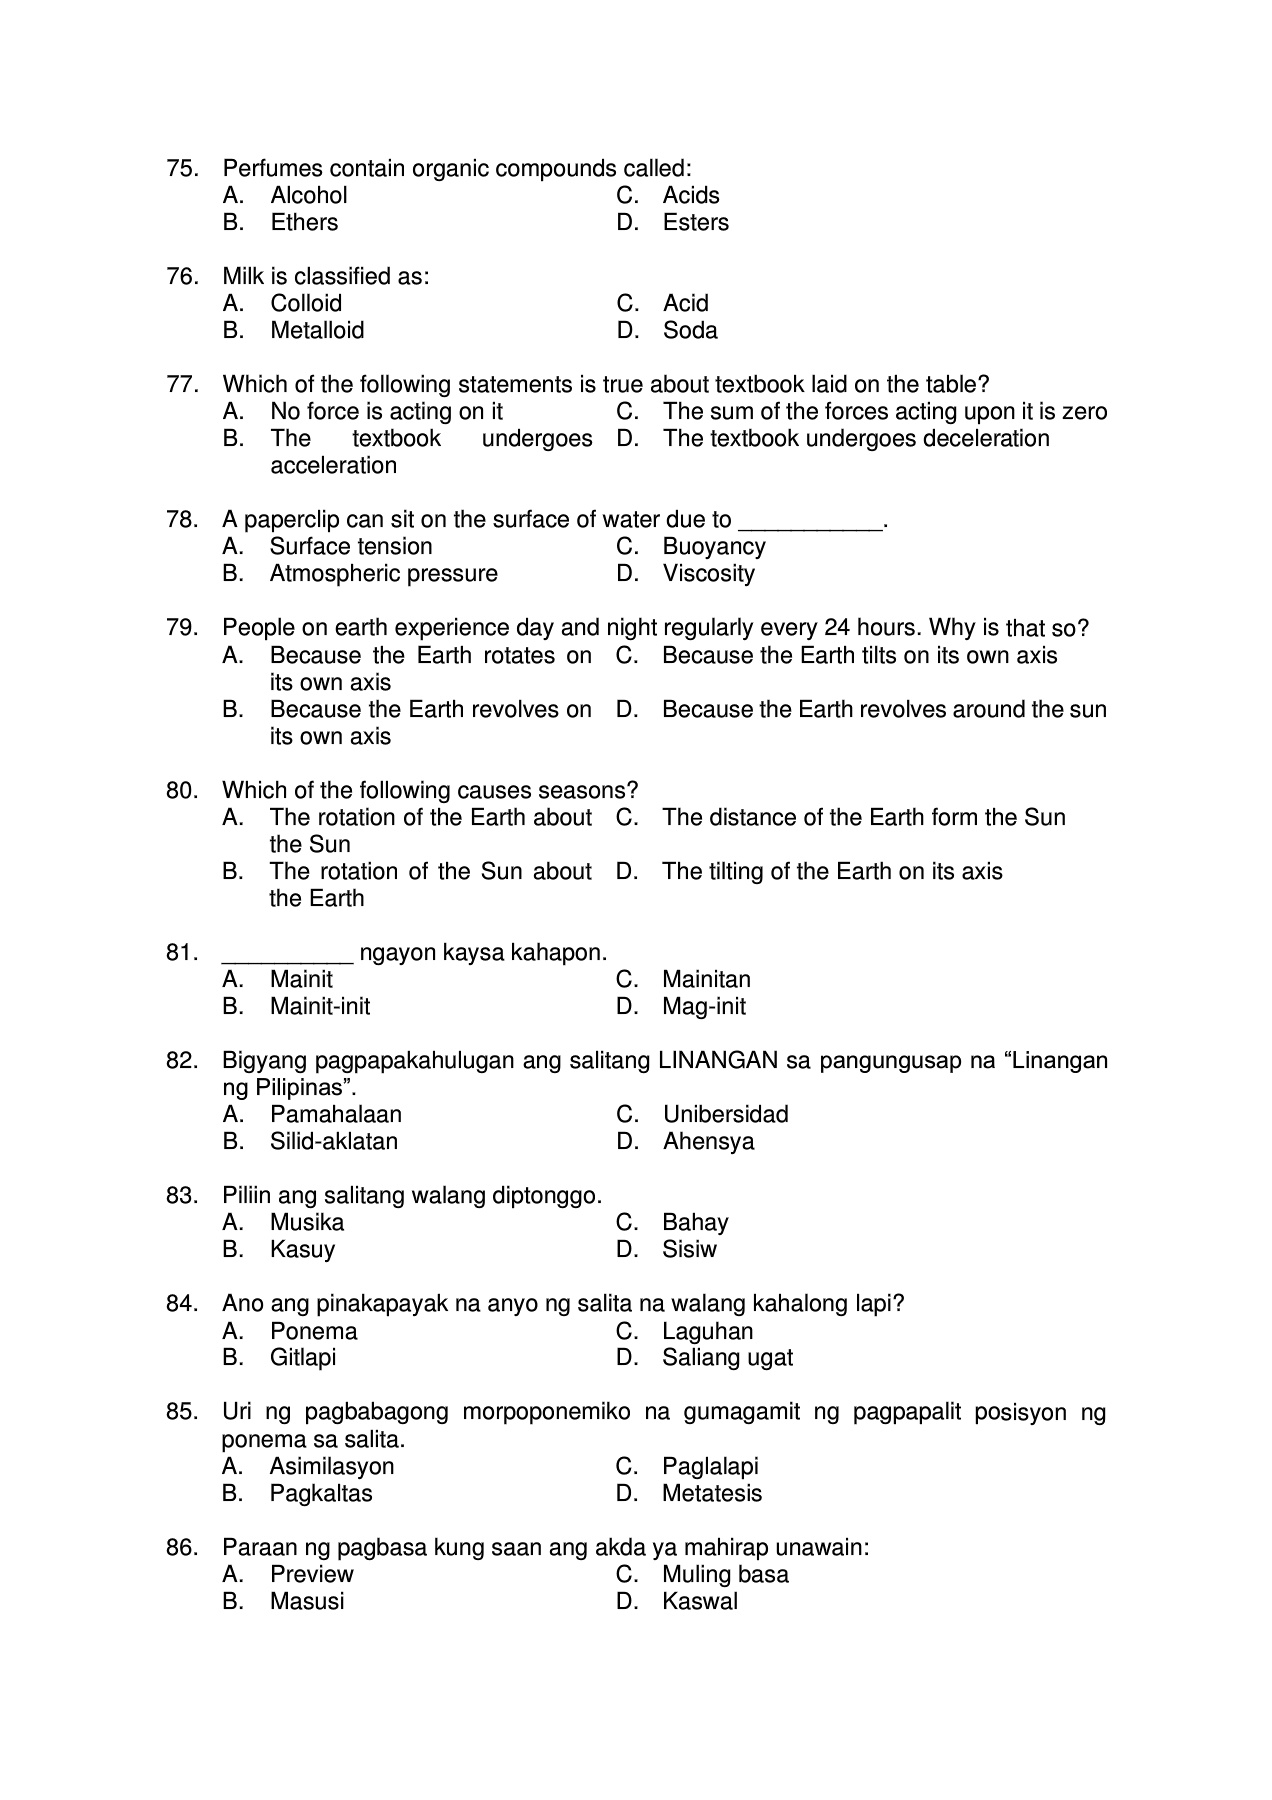 75. Perfumes contain organic compounds called:
A. Alcohol C. Acids
B. Ethers D. Esters
76. Milk is classified as:
A. Colloid C. Acid
B. Metalloid D. Soda
77. Which of the following statements is true about textbook laid on the table?
A. No force is acting on it C. The sum of the forces acting upon it is zero
B. The textbook undergoes D. The textbook undergoes deceleration
acceleration
78. A paperclip can sit on the surface of water due to ___________.
A. Surface tension C. Buoyancy
B. Atmospheric pressure D. Viscosity
79. People on earth experience day and night regularly every 24 hours. Why is that so?
A. Because the Earth rotates on C. Because the Earth tilts on its own axis
its own axis
B. Because the Earth revolves on D. Because the Earth revolves around the sun
its own axis
80. Which of the following causes seasons?
A. The rotation of the Earth about C. The distance of the Earth form the Sun
the Sun
B. The rotation of the Sun about D. The tilting of the Earth on its axis
the Earth
81. __________ ngayon kaysa kahapon.
A. Mainit C. Mainitan
B. Mainit-init D. Mag-init
82. Bigyang pagpapakahulugan ang salitang LINANGAN sa pangungusap na “Linangan
ng Pilipinas”.
A. Pamahalaan C. Unibersidad
B. Silid-aklatan D. Ahensya
83. Piliin ang salitang walang diptonggo.
A. Musika C. Bahay
B. Kasuy D. Sisiw
84. Ano ang pinakapayak na anyo ng salita na walang kahalong lapi?
A. Ponema C. Laguhan
B. Gitlapi D. Saliang ugat
85. Uri ng pagbabagong morpoponemiko na gumagamit ng pagpapalit posisyon ng
ponema sa salita.
A. Asimilasyon C. Paglalapi
B. Pagkaltas D. Metatesis
86. Paraan ng pagbasa kung saan ang akda ya mahirap unawain:
A. Preview C. Muling basa
B. Masusi D. Kaswal